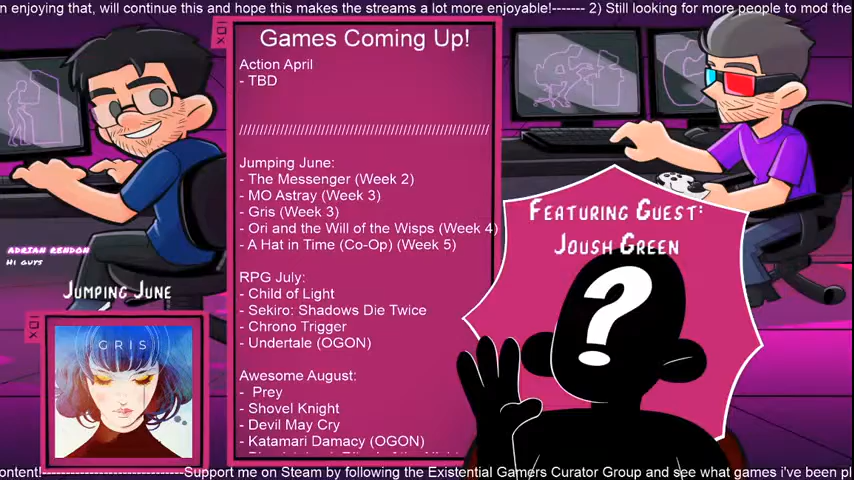 n enjoying that, will continue this and hope this makes the streams a lot more enjoyable!------- 2) Still looking for more people to mod the
Games Coming Up!
Action April
- TBD
////////////////////////////////////////////////////////////
Jumping June:
- The Messenger (Week 2)
- MO Astray (Week 3)
- Gris (Week 3)
- Ori and the Will of the Wisps (Week 4)
- A Hat in Time (Co-Op) (Week 5)
RPG July:
- Child of Light
- Sekiro: Shadows Die Twice
- Chrono Trigger
- Undertale (OGON)
Awesome August:
- Prey
- Shovel Knight
- Devil May Cry
- Katamari Damacy (OGON)
Featuring Guest:
Joush Green
?
Adrian Rendon
Hi guys
Jumping June
GRIS
ontent!--------------------------------Support me on Steam by following the Existential Gamers Curator Group and see what games i've been pl